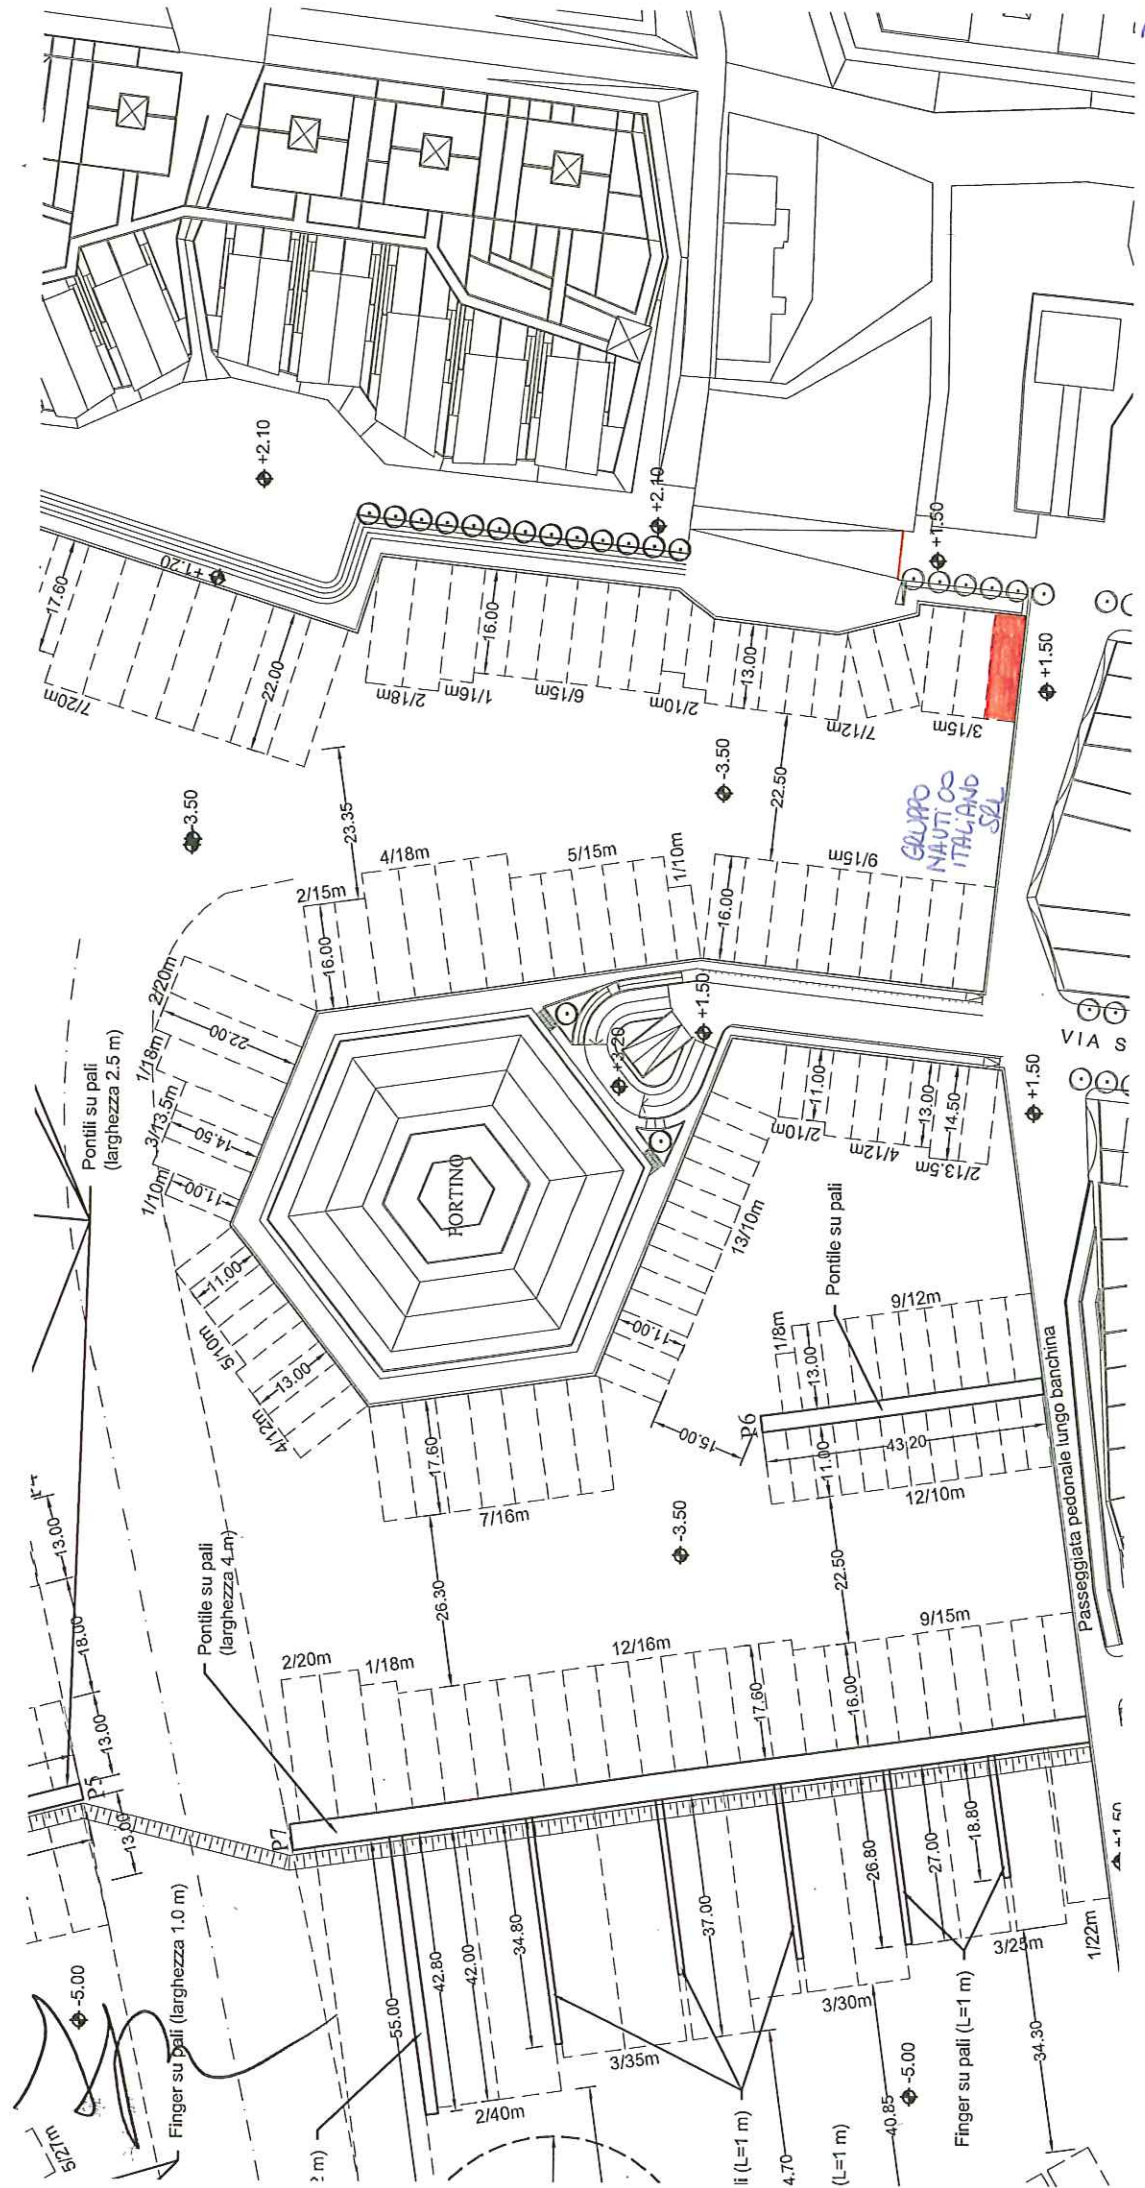 +2.10
+2.10
+1.20
17.60
7/20m
22.00
16.00
2/18m
1/16m
6/15m
2/10m
13.00
7/12m
3/15m
+1.50
+1.50
-3.50
23.35
-3.50
22.50
GRUPPO
NAUTICO
ITALIANO
SRL
4/18m
2/15m
16.00
5/15m
1/10m
16.00
9/15m
2/20m
22.00
1/18m
3/13.5m
14.50
1/10m
11.00
Pontili su pali
(larghezza 2.5 m)
+3.20
+1.50
VIA S
+1.50
FORTINO
11.00
5/10m
13.00
4/12m
17.60
7/16m
11.00
13/10m
15.00
2/10m
11.00
2/10m
4/12m
13.00
14.50
2/13.5m
Pontile su pali
1/8m
13.00
9/12m
P6
11.00
43.20
12/10m
Passeggiata pedonale lungo banchina
-3.50
26.30
22.50
13.00
18.00
13.00
P5
13.00
Pontile su pali
(larghezza 4 m)
2/20m
1/18m
12/16m
17.60
16.00
9/15m
P7
55.00
42.80
42.00
34.80
37.00
26.80
27.00
18.80
2/40m
3/35m
3/30m
3/25m
1/22m
-5.00
5/27m
Finger su pali (larghezza 1.0 m)
2 m)
li (L=1 m)
4.70
(L=1 m)
40.85
-5.00
Finger su pali (L=1 m)
34.30
+1.50